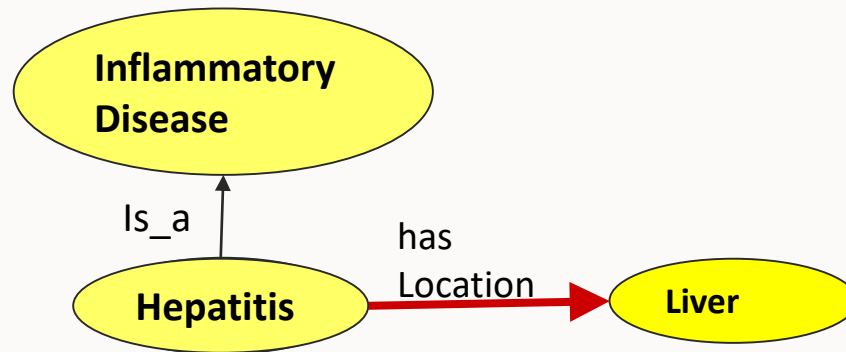 Inflammatory
Disease
Is_a
has
Location
Hepatitis
Liver